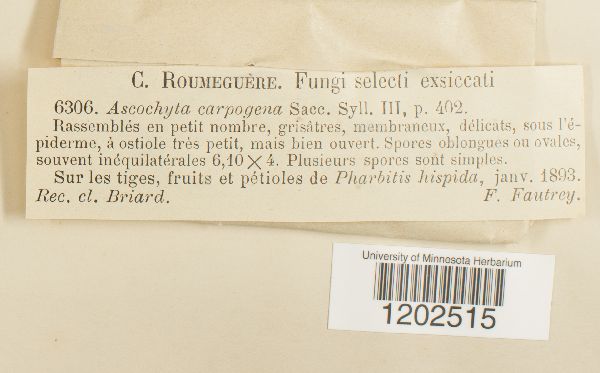 C. ROUMEGUÈRE. Fungi selecti exsiccati
6306. Ascochyta carpogena Sacc. Syll. III, p. 402.
Rassemblés en petit nombre, grisâtres, membraneux, délicats, sous l'é-
piderme, à ostiole très petit, mais bien ouvert. Spores oblongues ou ovales,
souvent inéquilatérales 6,10 × 4. Plusieurs spores sont simples.
Sur les tiges, fruits et pétioles de Pharbitis hispida, janv. 1893.
Rec. cl. Briard. F. Fautrey.
University of Minnesota Herbarium
1202515